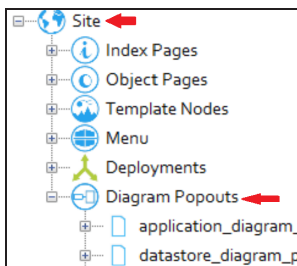 Site
Index Pages
Object Pages
Template Nodes
Menu
Deployments
Diagram Popouts
application_diagram_
datastore_diagram_p